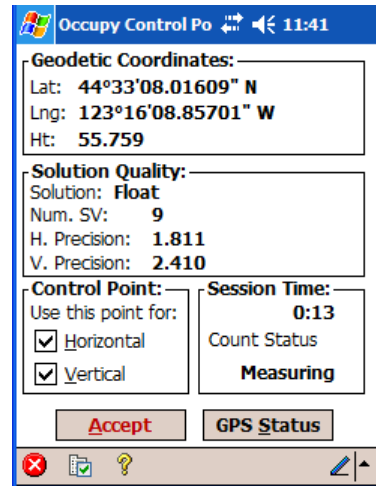 Occupy Control Po 11:41
Geodetic Coordinates:
Lat: 44°33'08.01609" N
Lng: 123°16'08.85701" W
Ht: 55.759
Solution Quality:
Solution: Float
Num. SV: 9
H. Precision: 1.811
V. Precision: 2.410
Control Point:
Use this point for:
Horizontal
Vertical
Session Time:
0:13
Count Status
Measuring
Accept GPS Status